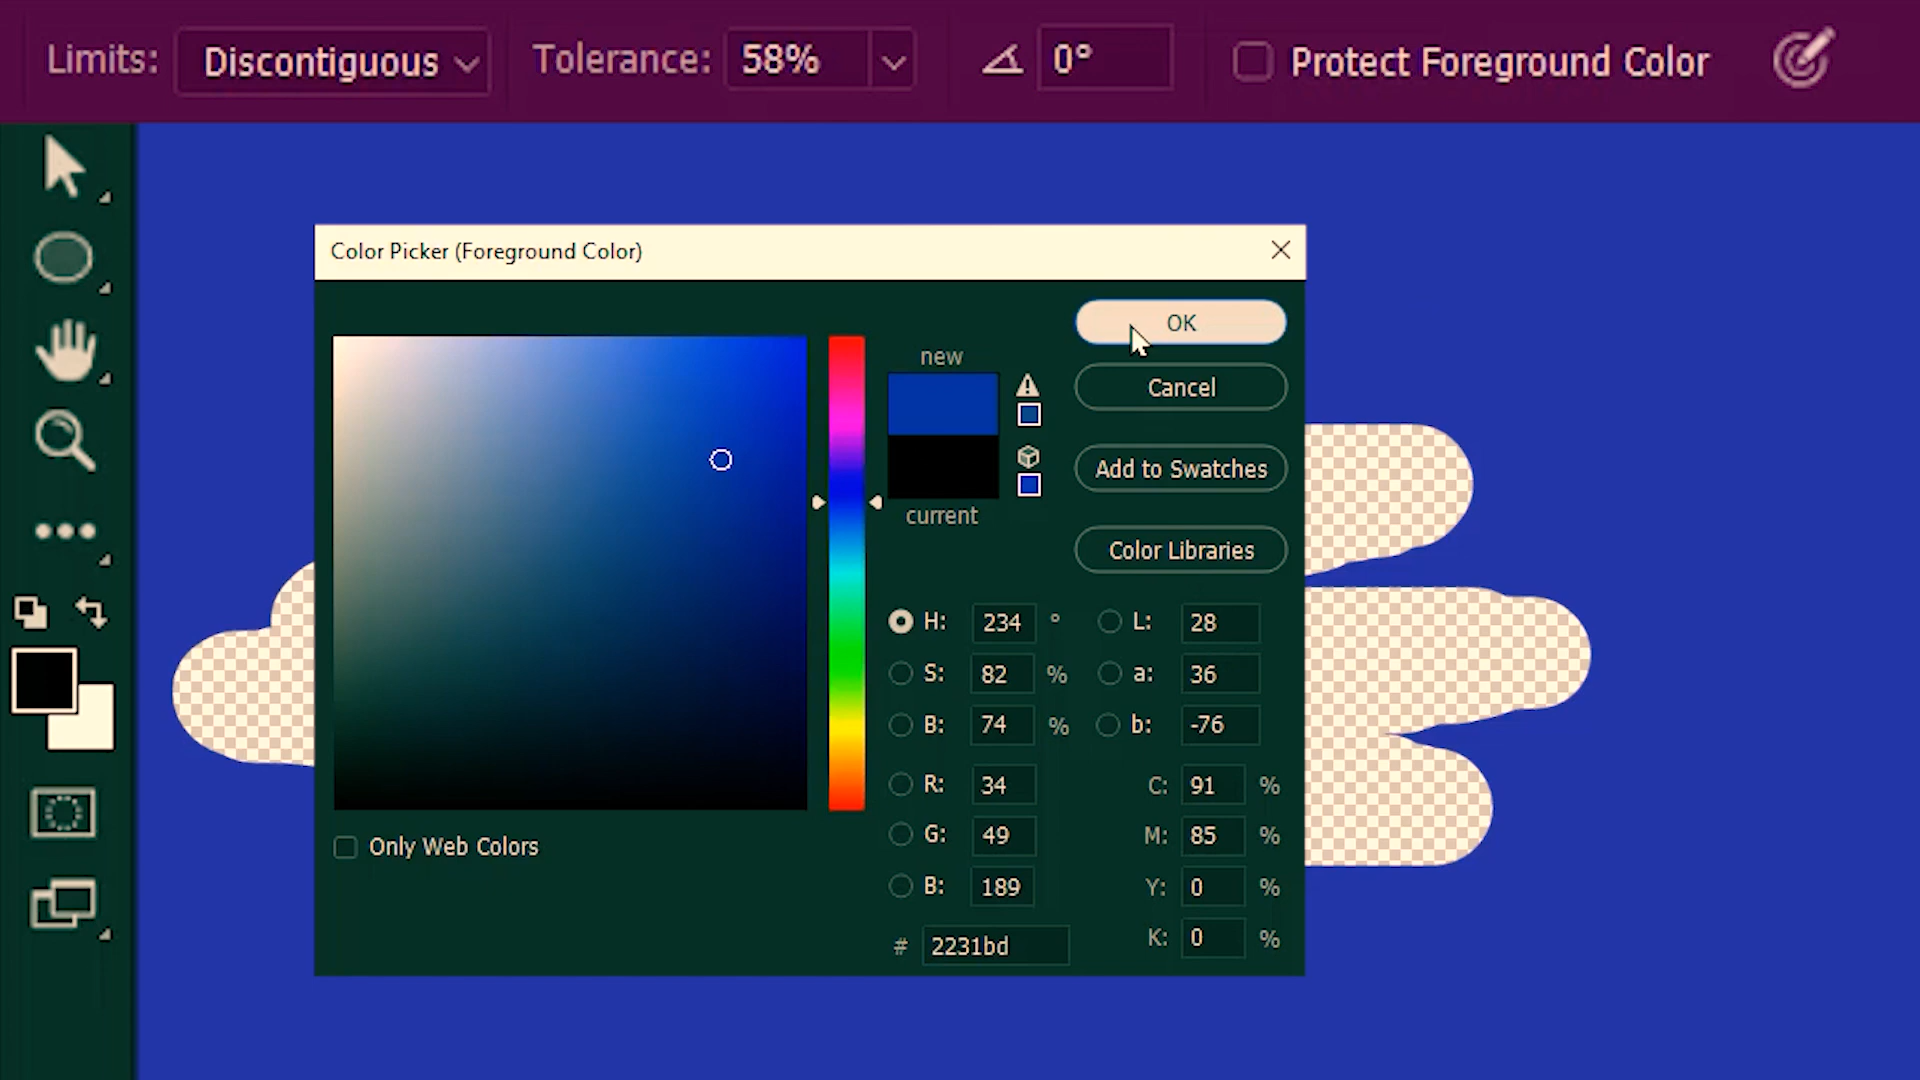 Limits: Discontiguous Tolerance: 58% 0° Protect Foreground Color
Color Picker (Foreground Color)
OK
new
Cancel
Add to Swatches
current
Color Libraries
H: 234 ° L: 28
S: 82 % a: 36
B: 74 % b: -76
R: 34 C: 91 %
G: 49 M: 85 %
Only Web Colors
B: 189 Y: 0 %
# 2231bd K: 0 %